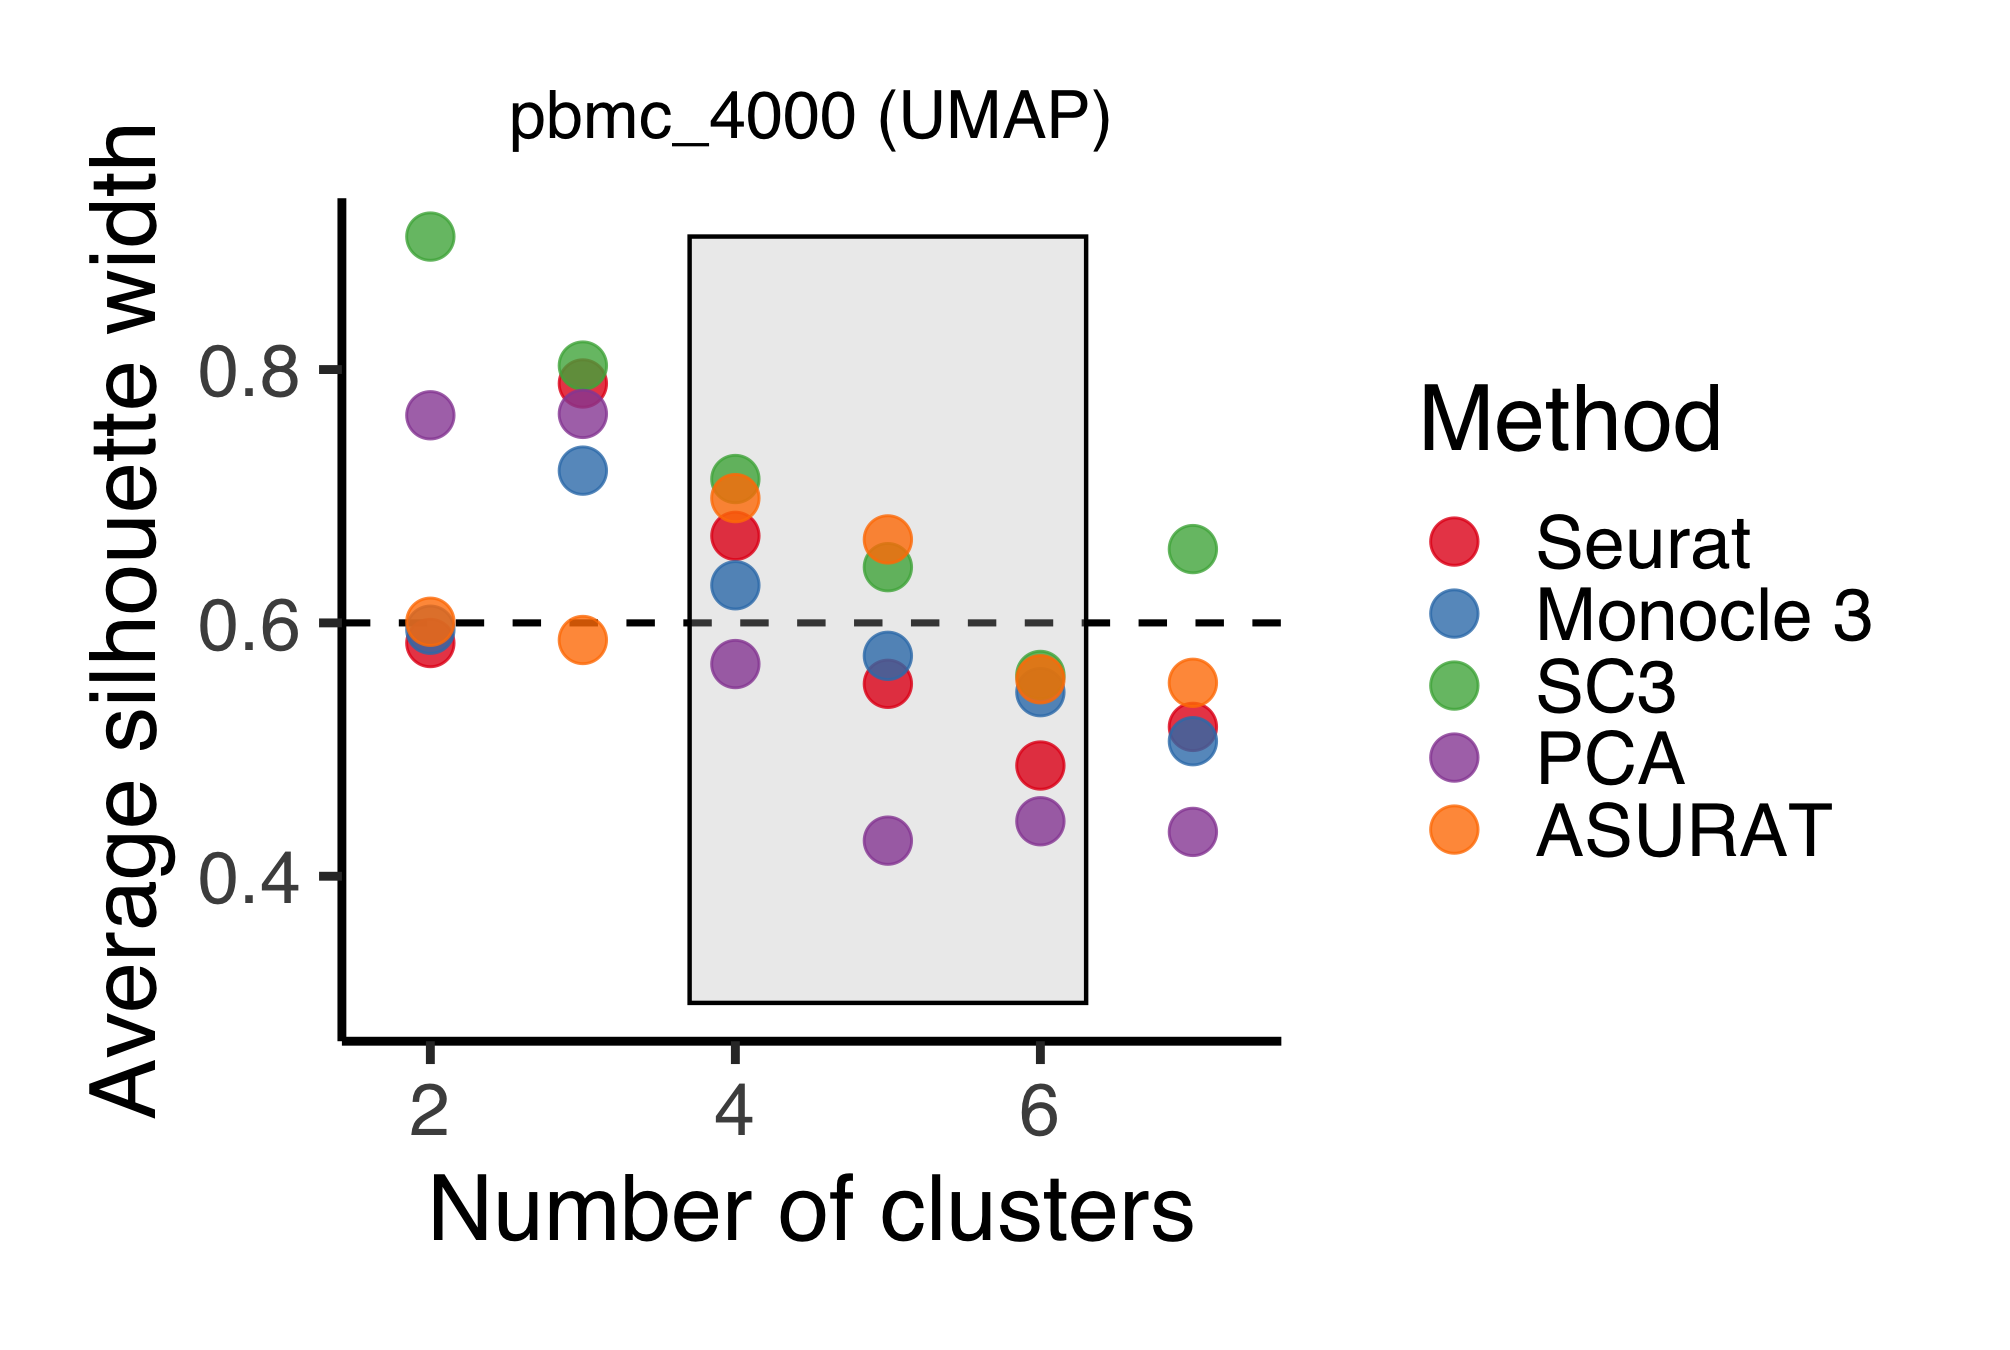 pbmc_4000 (UMAP)
Average silhouette width
0.8
0.6
0.4
2
4
6
Number of clusters
Method
Seurat
Monocle 3
SC3
PCA
ASURAT